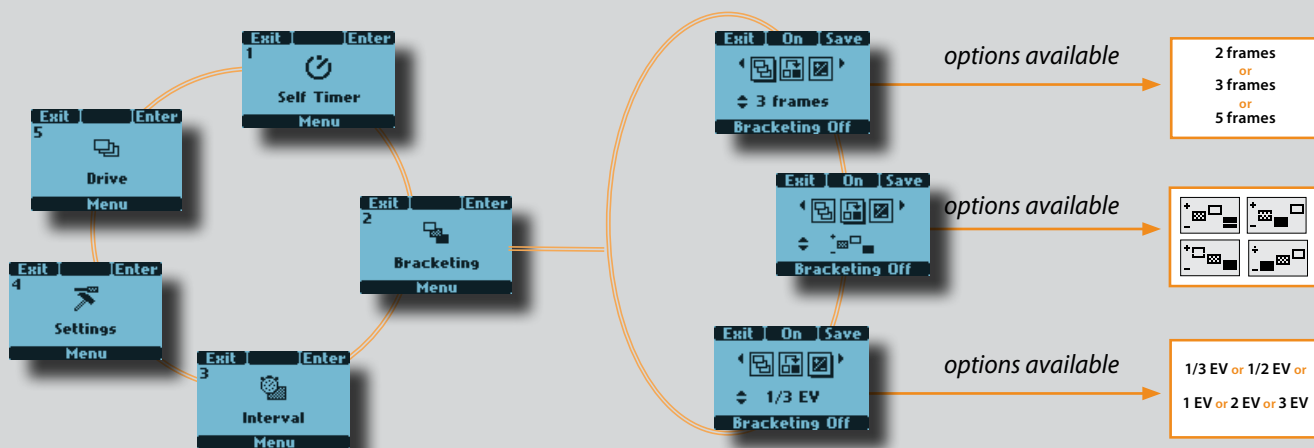 Exit Enter
1
Self Timer
Menu
Exit Enter
2
Bracketing
Menu
Exit Enter
3
Interval
Menu
Exit Enter
4
Settings
Menu
Exit Enter
5
Drive
Menu
Exit On Save
3 frames
Bracketing Off
options available
2 frames
or
3 frames
or
5 frames
Exit On Save
Bracketing Off
options available
Exit On Save
1/3 EV
Bracketing Off
options available
1/3 EV or 1/2 EV or
1 EV or 2 EV or 3 EV